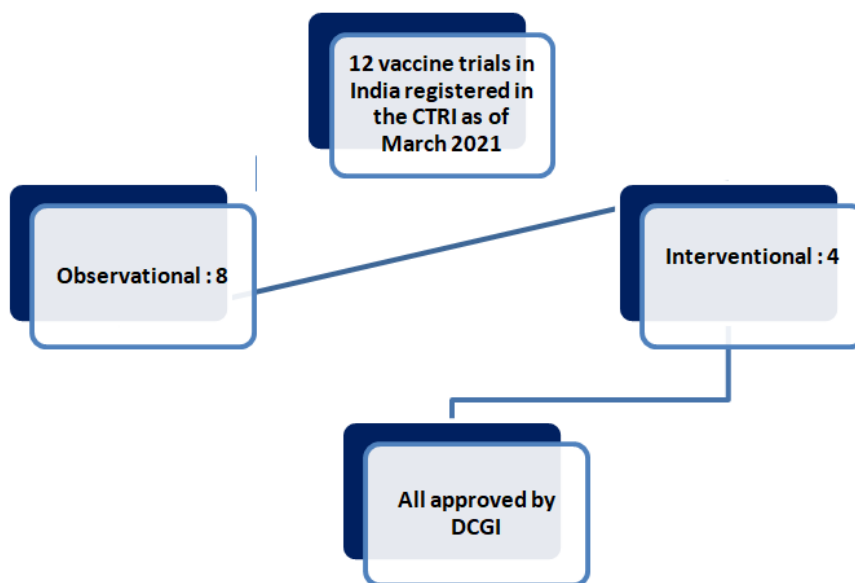 12 vaccine trials in
India registered in
the CTRI as of
March 2021
Observational : 8
Interventional : 4
All approved by
DCGI